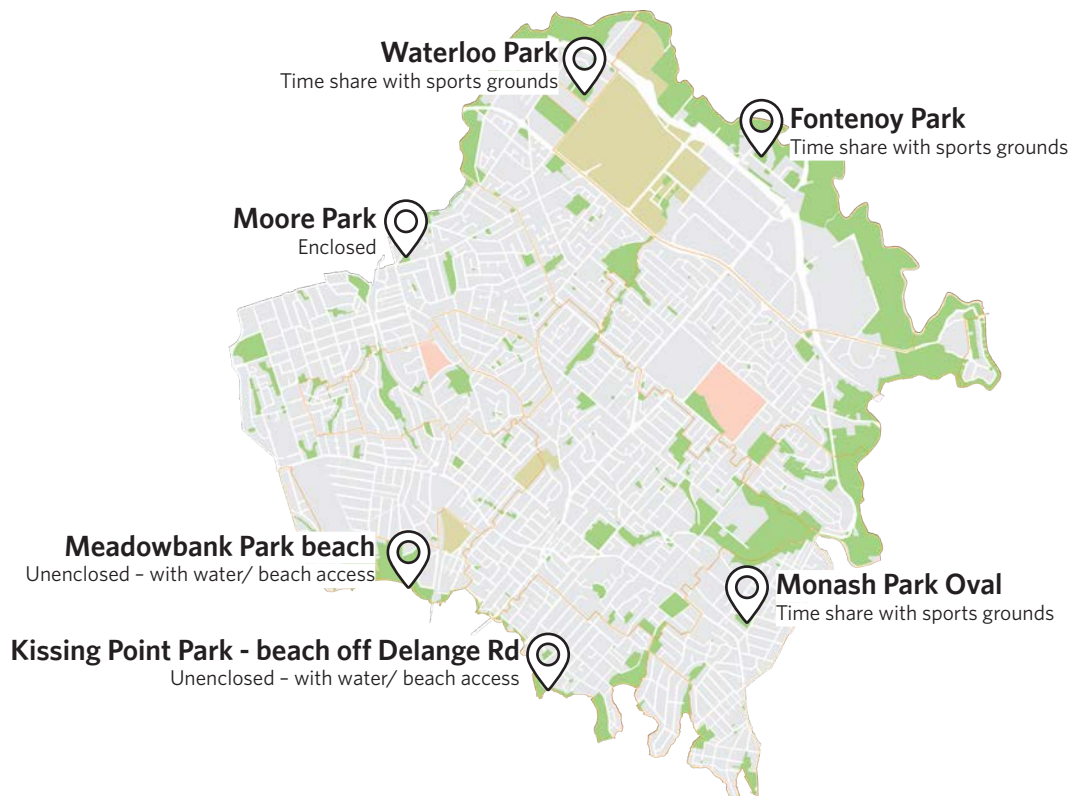 Waterloo Park
Time share with sports grounds
Fontenoy Park
Time share with sports grounds
Moore Park
Enclosed
Meadowbank Park beach
Unenclosed – with water/ beach access
Monash Park Oval
Time share with sports grounds
Kissing Point Park - beach off Delange Rd
Unenclosed – with water/ beach access